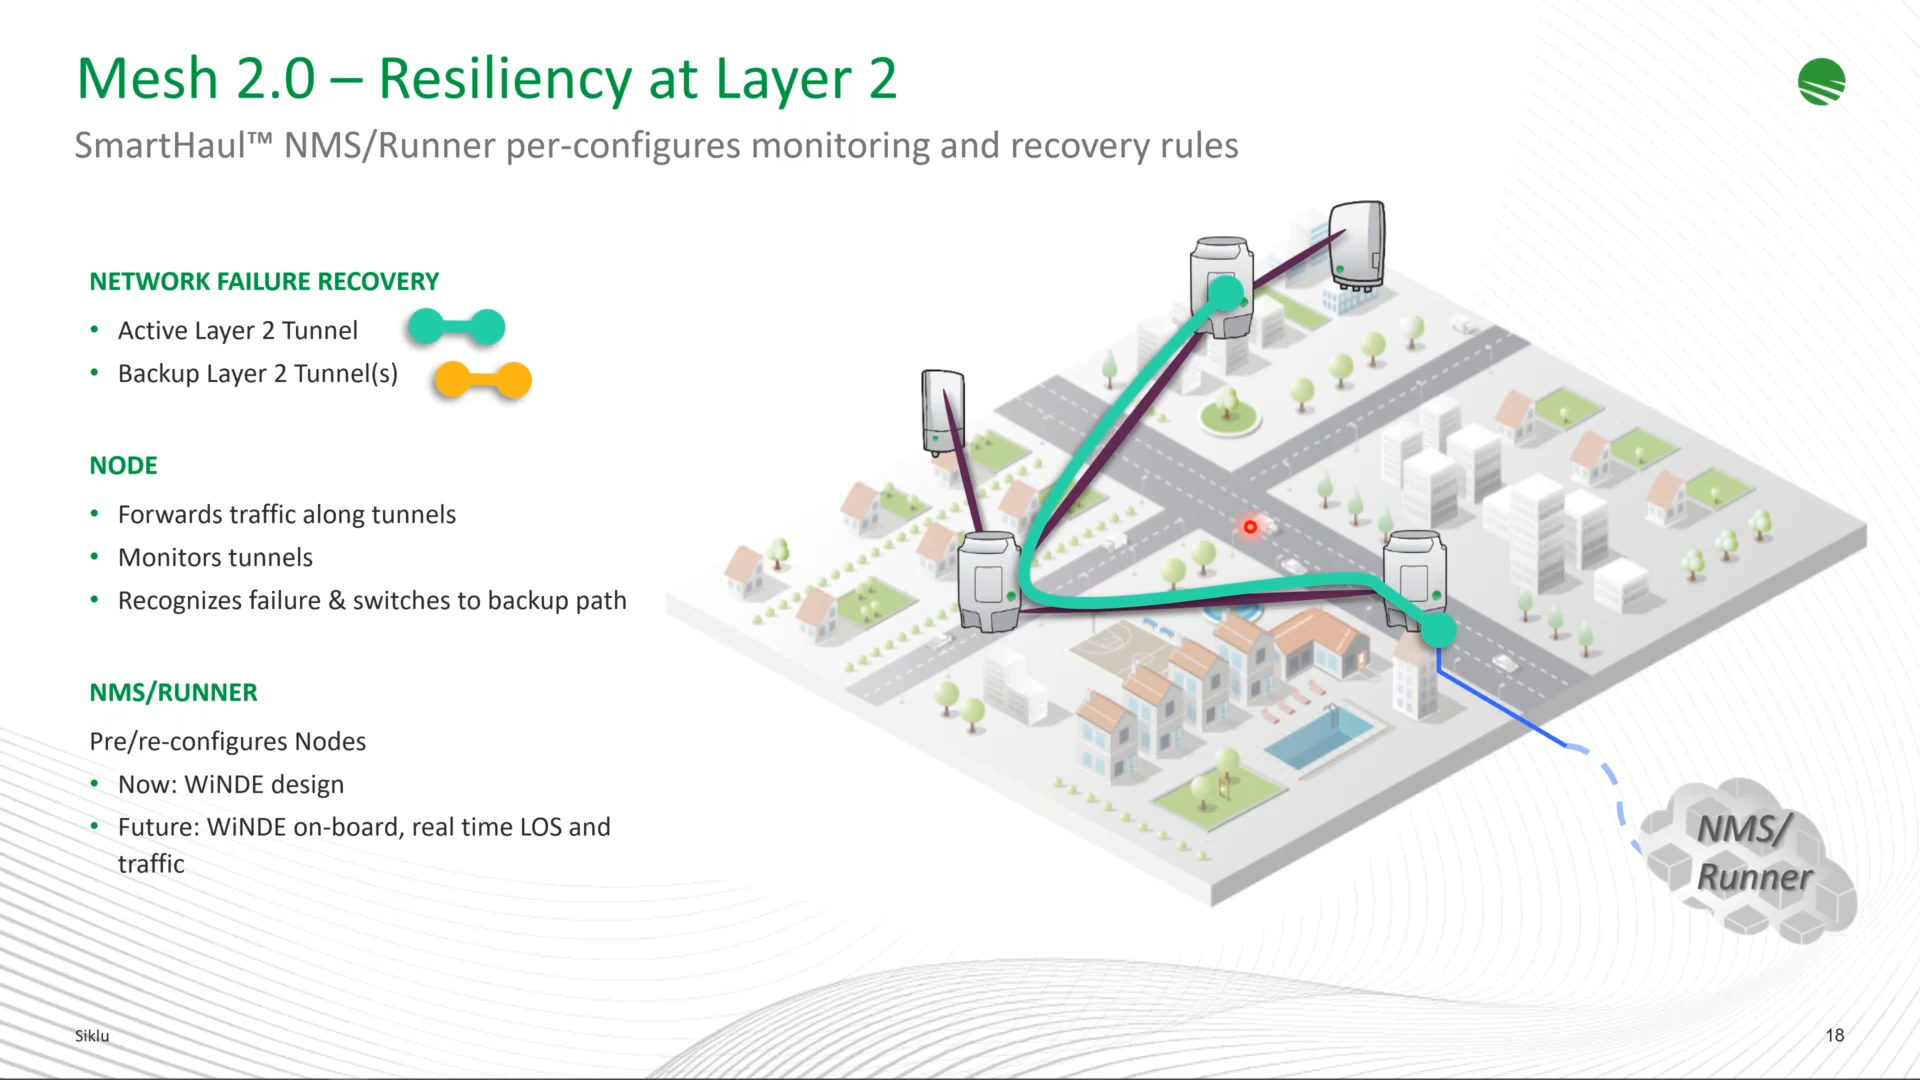 Mesh 2.0 – Resiliency at Layer 2
SmartHaul™ NMS/Runner per-configures monitoring and recovery rules
NETWORK FAILURE RECOVERY
• Active Layer 2 Tunnel
• Backup Layer 2 Tunnel(s)
NODE
• Forwards traffic along tunnels
• Monitors tunnels
• Recognizes failure & switches to backup path
NMS/RUNNER
Pre/re-configures Nodes
• Now: WiNDE design
• Future: WiNDE on-board, real time LOS and
traffic
NMS/
Runner
Siklu
18